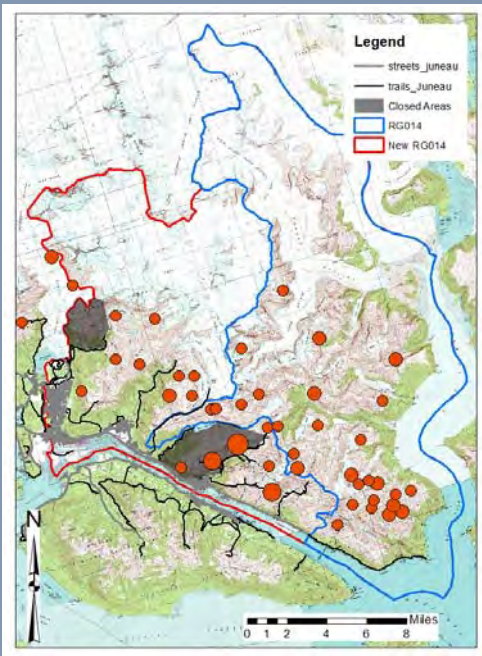 Legend
streets_juneau
trails_Juneau
Closed Areas
RG014
New RG014
N
Miles
0 1 2 4 6 8